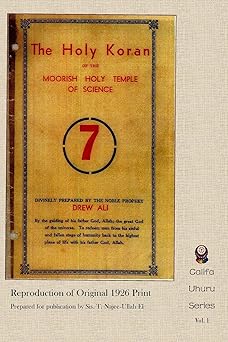 The Holy Koran
OF THE
MOORISH HOLY TEMPLE
OF SCIENCE
7
DIVINELY PREPARED BY THE NOBLE PROPHET
DREW ALI
By the guiding of his father God, Allah; the great God
of the universe. To redeem man from his sinful
and fallen stage of humanity back to the highest
plane of life with his father God, Allah.
Califa
Uhuru
Series
Vol. 1
Reproduction of Original 1926 Print
Prepared for publication by Sis. T. Najee-Ullah El